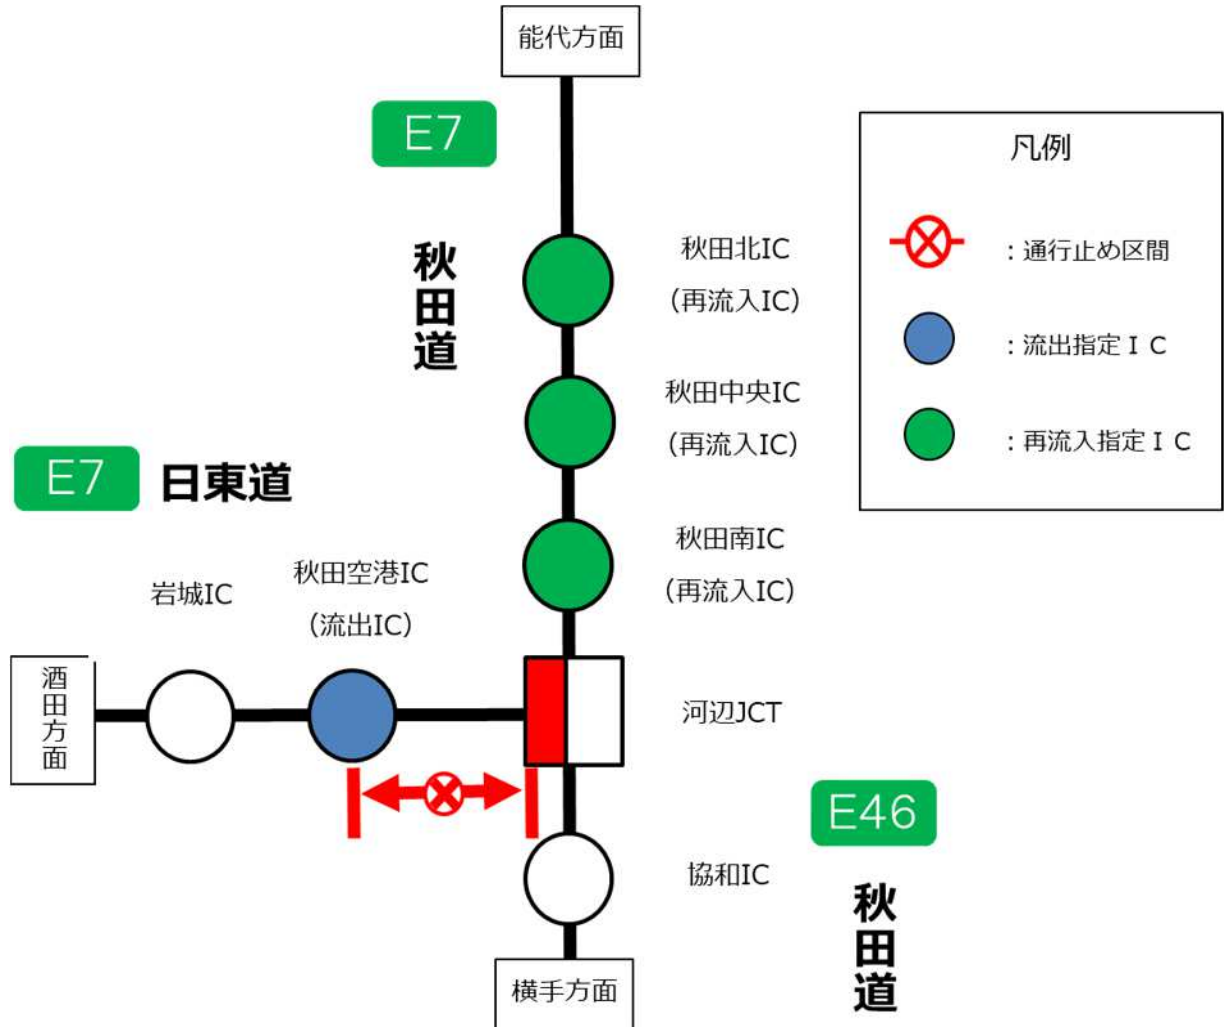 能代方面
E7
秋田道
凡例
：通行止め区間
：流出指定ＩＣ
：再流入指定ＩＣ
秋田北IC
（再流入IC）
秋田中央IC
（再流入IC）
秋田南IC
（再流入IC）
E7 日東道
岩城IC
秋田空港IC
（流出IC）
酒田方面
河辺JCT
E46
秋田道
協和IC
横手方面